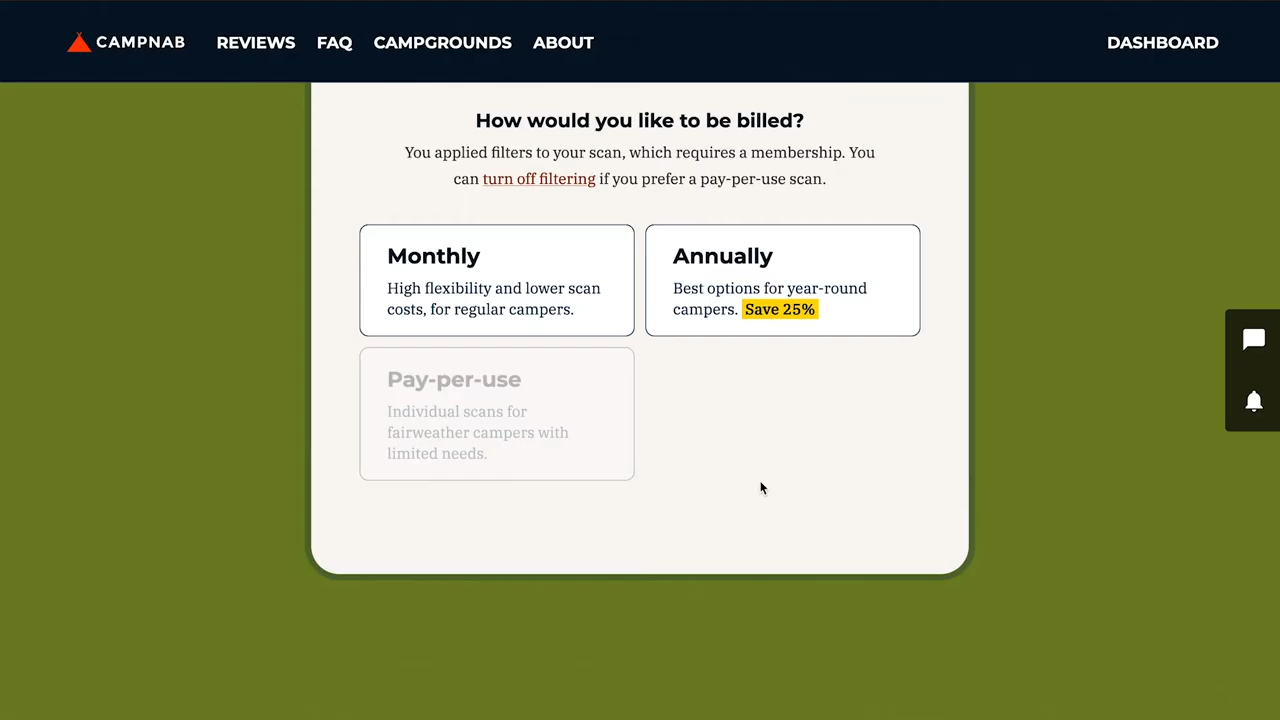 CAMPNAB REVIEWS FAQ CAMPGROUNDS ABOUT DASHBOARD
How would you like to be billed?
You applied filters to your scan, which requires a membership. You
can turn off filtering if you prefer a pay-per-use scan.
Monthly
High flexibility and lower scan
costs, for regular campers.
Annually
Best options for year-round
campers. Save 25%
Pay-per-use
Individual scans for
fairweather campers with
limited needs.